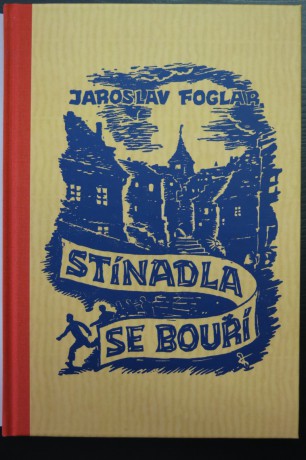 JAROSLAV FOGLAR
STÍNADLA
SE BOUŘÍ